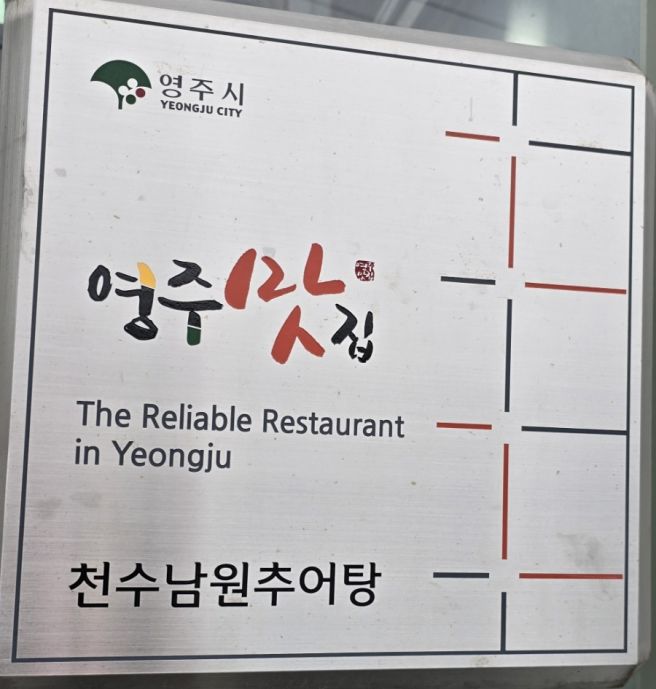 영주시
YEONGJU CITY
영주맛집
The Reliable Restaurant
in Yeongju
천수남원추어탕